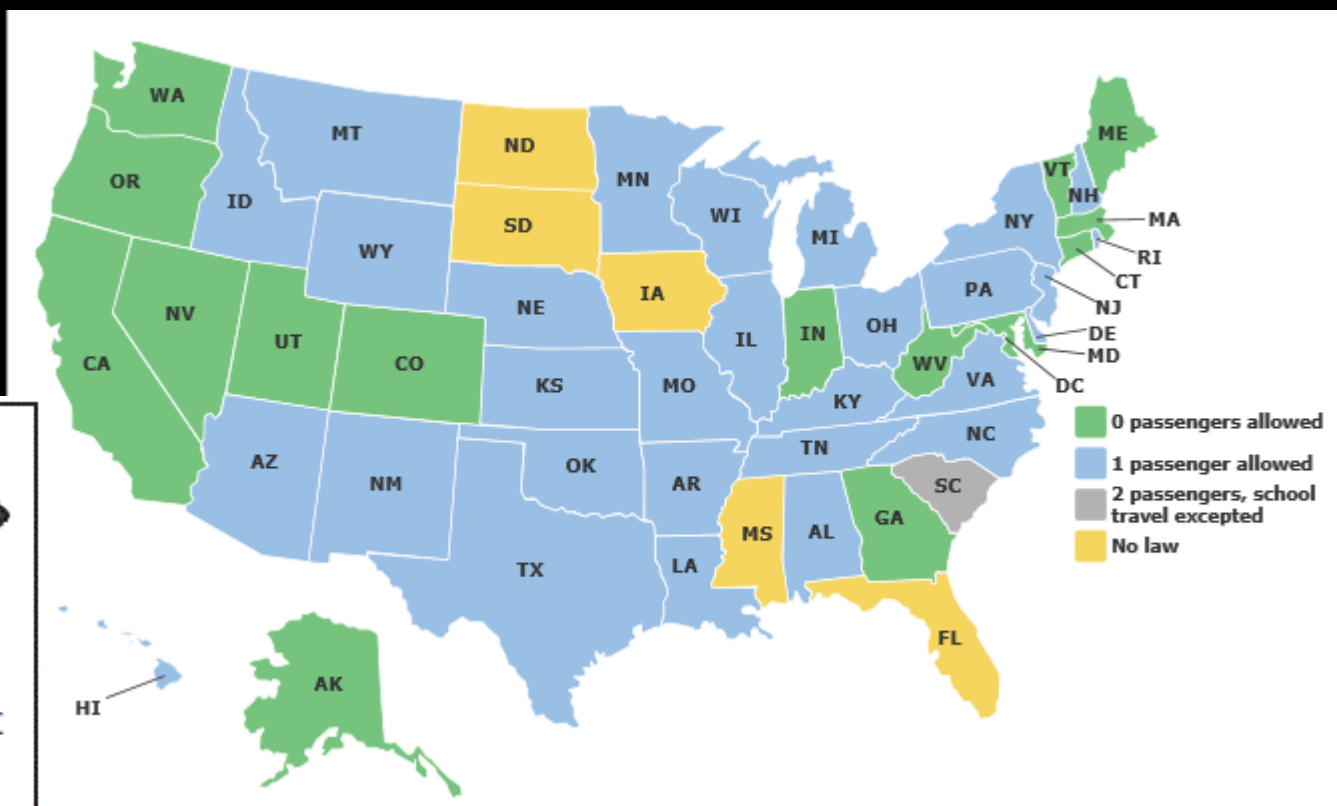 WA
MT
ND
ME
OR
ID
MN
VT
NH
SD
WI
NY
MA
WY
MI
RI
IA
PA
CT
NE
NJ
NV
UT
IL
IN
OH
DE
CA
CO
WV
MD
KS
MO
VA
DC
KY
0 passengers allowed
NC
TN
AZ
OK
1 passenger allowed
NM
AR
SC
2 passengers, school
travel excepted
GA
MS
AL
No law
TX
LA
FL
AK
HI